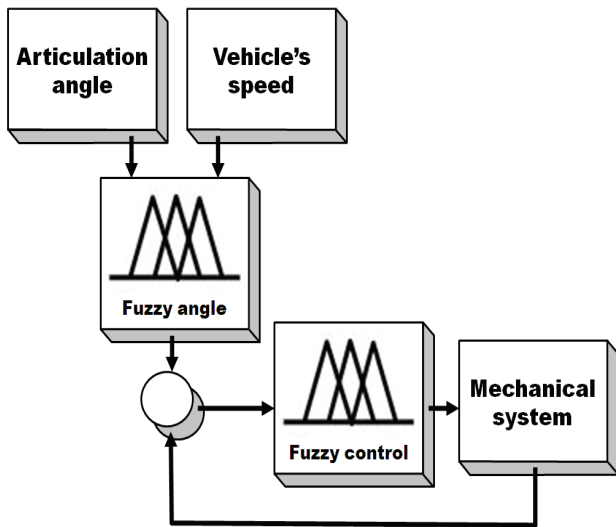 Articulation
angle
Vehicle's
speed
Fuzzy angle
Fuzzy control
Mechanical
system